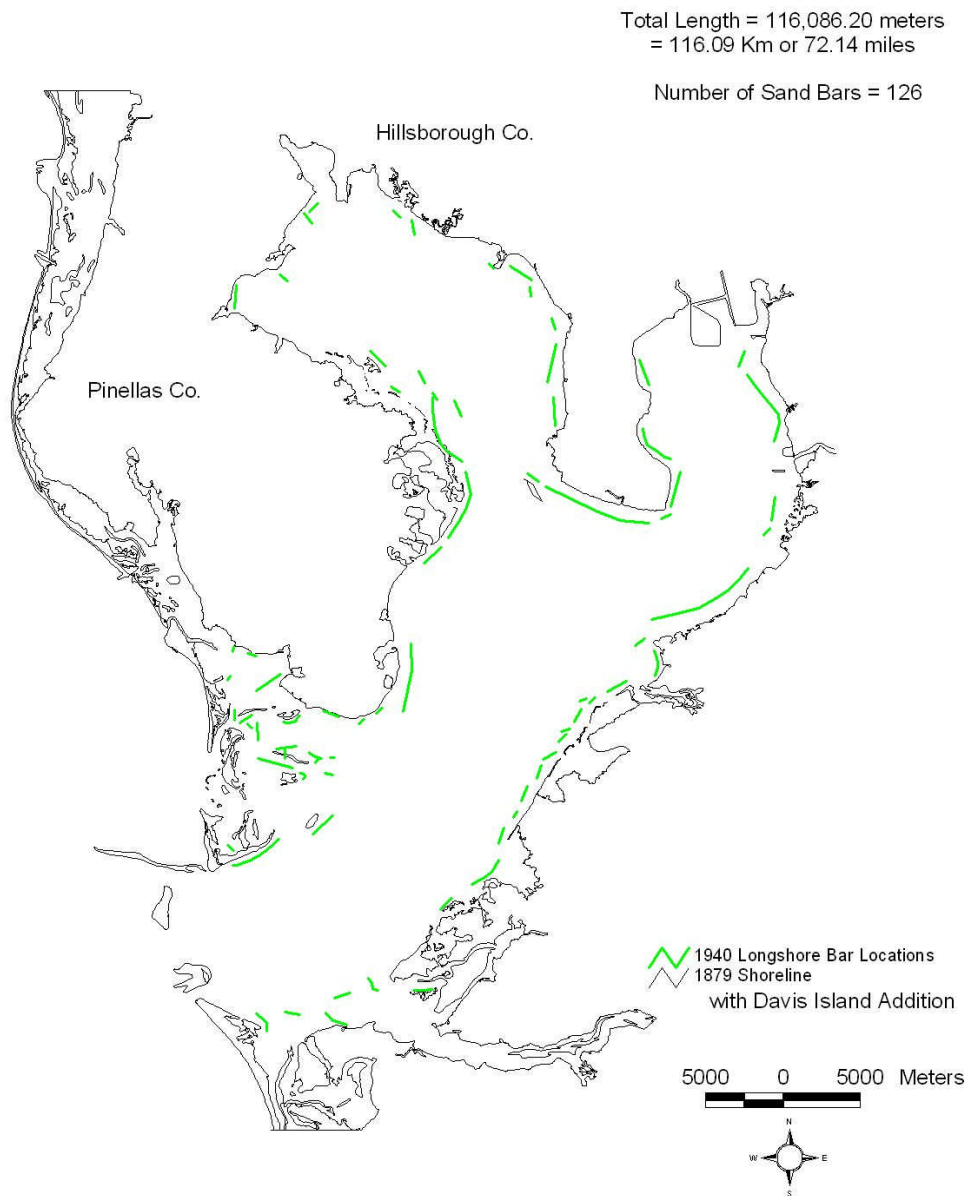 Total Length = 116,086.20 meters
= 116.09 Km or 72.14 miles
Number of Sand Bars = 126
Hillsborough Co.
Pinellas Co.
1940 Longshore Bar Locations
1879 Shoreline
with Davis Island Addition
5000 0 5000 Meters
N
W E
S